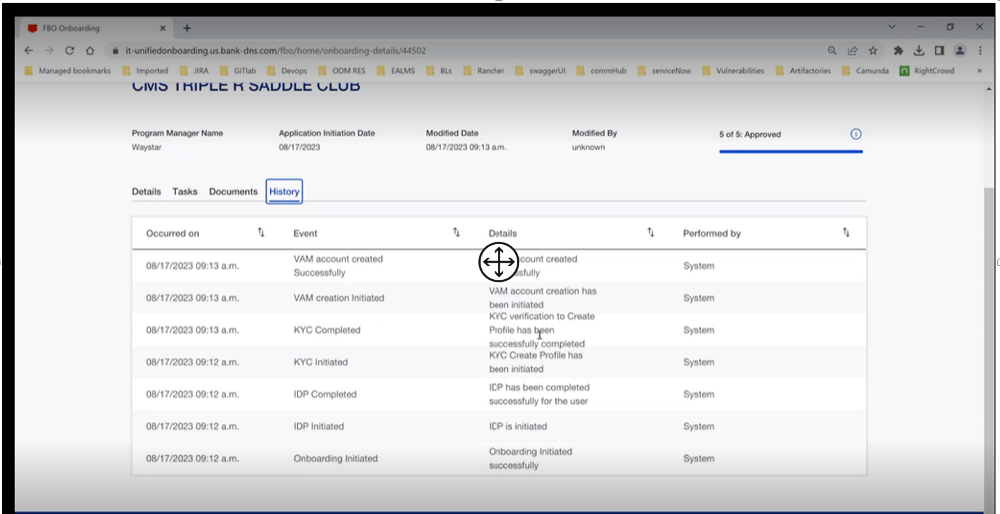 FBO Onboarding
it-unifiedonboarding.us.bank-dns.com/fbo/home/onboarding-details/44502
Managed bookmarks Imported JIRA GITlab Devops ODM RES EALMS BLs Rancher swaggerUI commHub serviceNow Vulnerabilities Artifactories Camunda RightCrowd »
CMS TRIPLE R SADDLE CLUB
Program Manager Name Application Initiation Date Modified Date Modified By 5 of 5: Approved
Waystar 08/17/2023 08/17/2023 09:13 a.m. unknown
Details Tasks Documents History
Occurred on Event Details Performed by
08/17/2023 09:13 a.m. VAM account created Successfully count created ssfully System
08/17/2023 09:13 a.m. VAM creation Initiated VAM account creation has been initiated System
08/17/2023 09:13 a.m. KYC Completed KYC verification to Create Profile has been successfully completed System
08/17/2023 09:12 a.m. KYC Initiated KYC Create Profile has been initiated System
08/17/2023 09:12 a.m. IDP Completed IDP has been completed successfully for the user System
08/17/2023 09:12 a.m. IDP Initiated IDP is initiated System
08/17/2023 09:12 a.m. Onboarding Initiated Onboarding Initiated successfully System